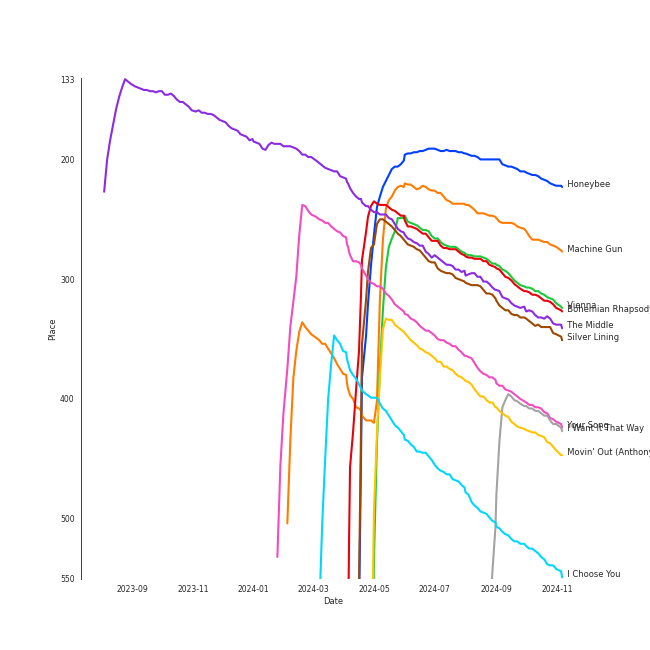 133
200
300
400
500
550
Place
2023-09
2023-11
2024-01
2024-03
2024-05
2024-07
2024-09
2024-11
Date
Honeybee
Machine Gun
Vienna
Bohemian Rhapsody
The Middle
Silver Lining
Your Song
I Want It That Way
Movin' Out (Anthony
I Choose You